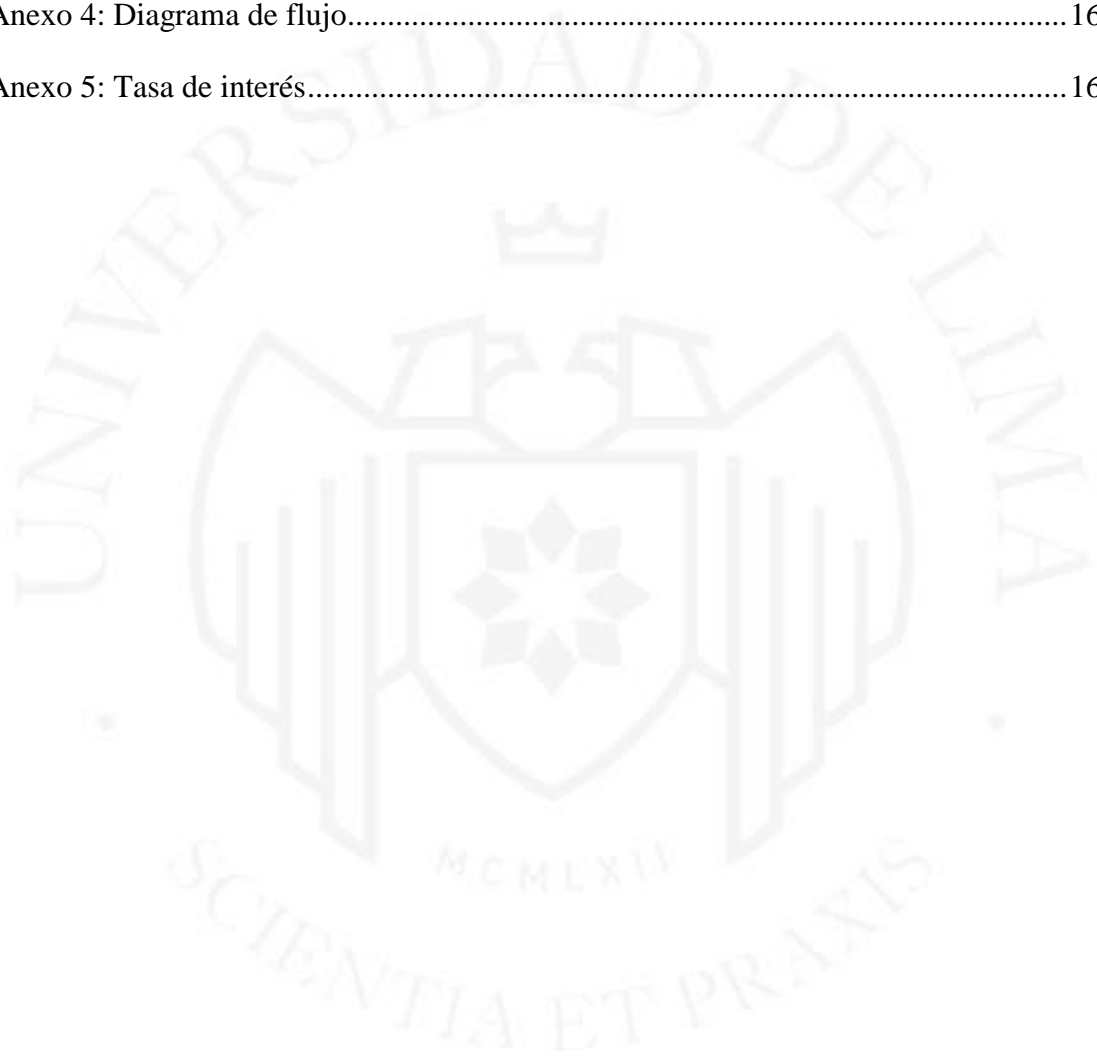 Anexo 4: Diagrama de flujo.......................................................................................... 16
Anexo 5: Tasa de interés............................................................................................... 16
UNIVERSIDAD DE LIMA
MCMLXII
SCIENTIA ET PRAXIS